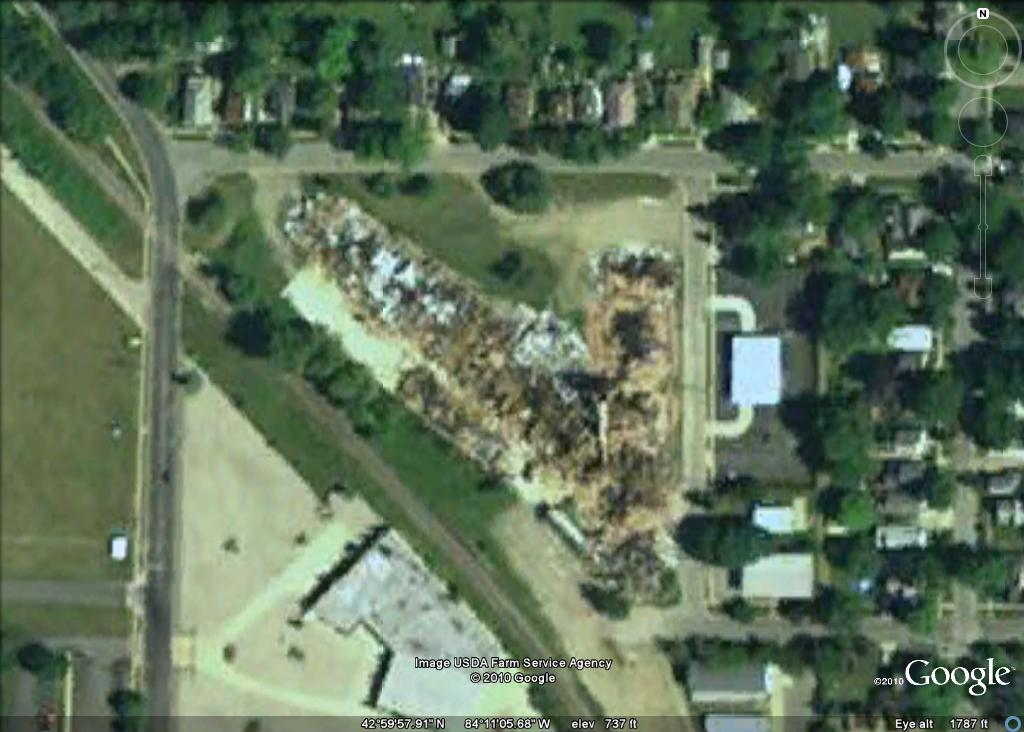 N
Image USDA Farm Service Agency
© 2010 Google
©2010 Google
42°59'57.91" N 84°11'05.68" W elev 737 ft Eye alt 1787 ft